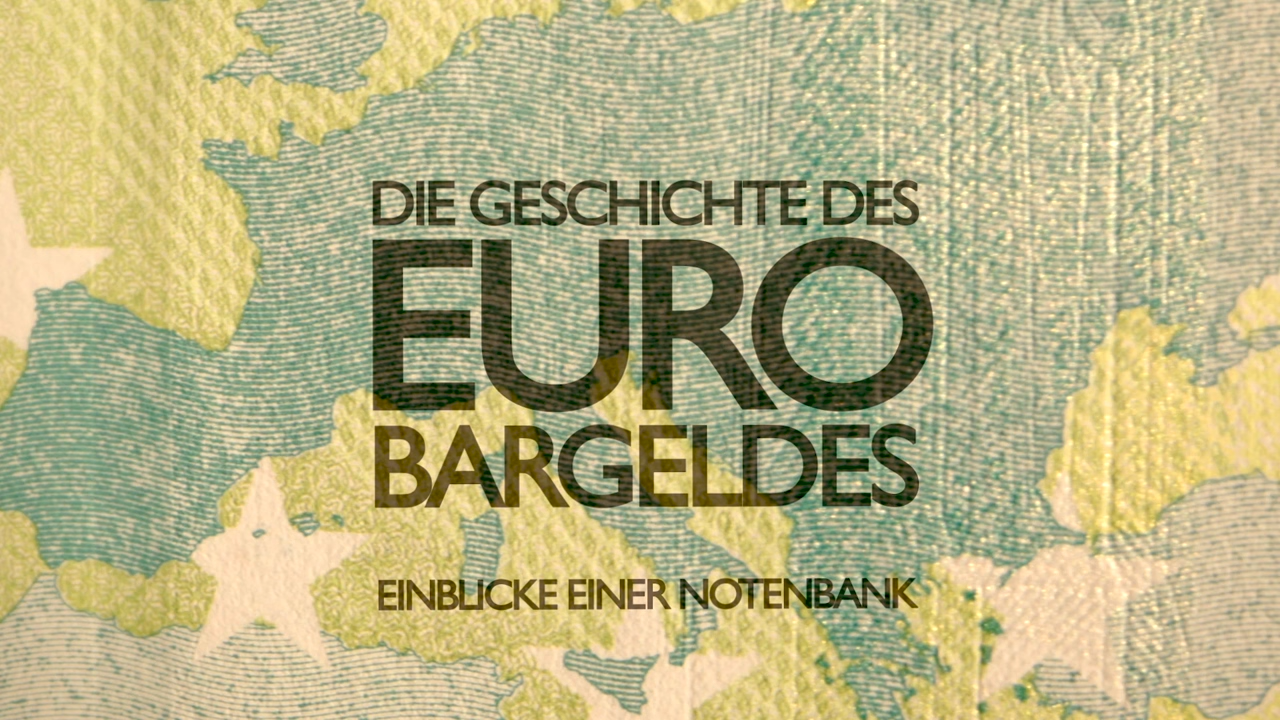 DIE GESCHICHTE DES
EURO
BARGELDES
EINBLICKE EINER NOTENBANK